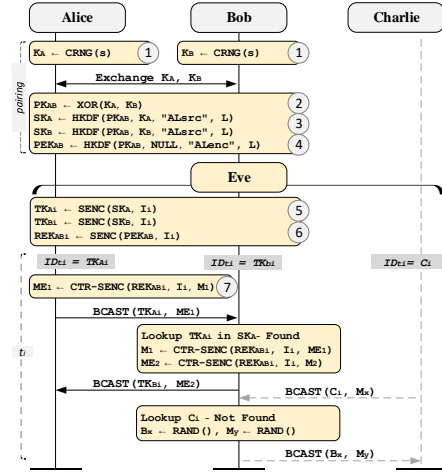 Alice Bob Charlie
KA ← CRNG(s) 1 KB ← CRNG(s) 1
Exchange KA, KB
pairing
PKAB ← XOR(KA, KB) 2
SKA ← HKDF(PKAB, KA, "ALsrc", L) 3
SKB ← HKDF(PKAB, KB, "ALsrc", L)
PEKAB ← HKDF(PKAB, NULL, "ALenc", L) 4
Eve
TKAi ← SENC(SKA, Ii) 5
TKBi ← SENC(SKB, Ii)
REKABi ← SENC(PEKAB, Ii) 6
IDti = TKAi IDti = TKbi IDti= Ci
ME1 ← CTR-SENC(REKABi, Ii, M1) 7
BCAST(TKAi, ME1)
Lookup TKAi in SKA- Found
M1 ← CTR-SENC(REKABi, Ii, ME1)
ME2 ← CTR-SENC(REKABi, Ii, M2)
ti
BCAST(TKBi, ME2) BCAST(Ci, Mx)
Lookup Ci - Not Found
Bx ← RAND(), My ← RAND()
BCAST(Bx, My)